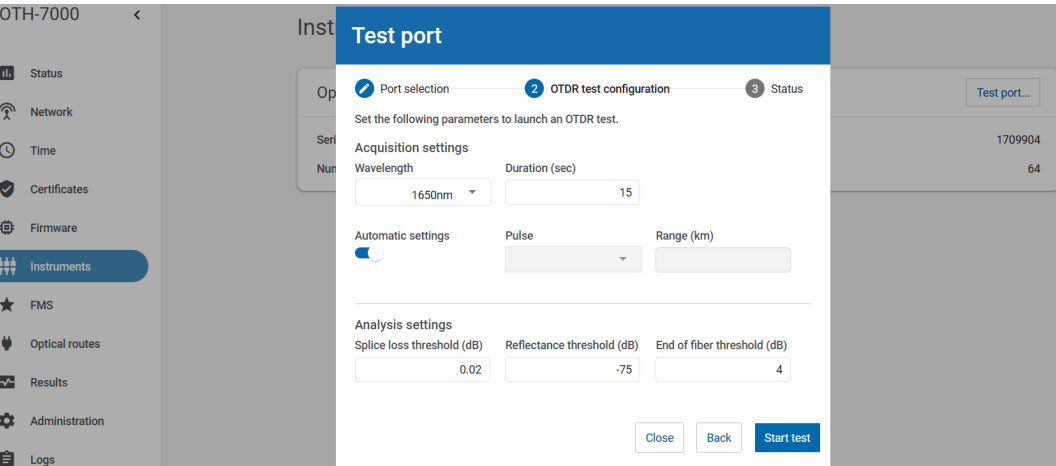 OTH-7000
Status
Network
Time
Certificates
Firmware
Instruments
FMS
Optical routes
Results
Administration
Logs
Inst
Op
Test port...
Seri
1709904
Num
64
Test port
Port selection
2 OTDR test configuration
3 Status
Set the following parameters to launch an OTDR test.
Acquisition settings
Wavelength Duration (sec)
1650nm 15
Automatic settings Pulse Range (km)
Analysis settings
Splice loss threshold (dB) Reflectance threshold (dB) End of fiber threshold (dB)
0.02 -75 4
Close Back Start test